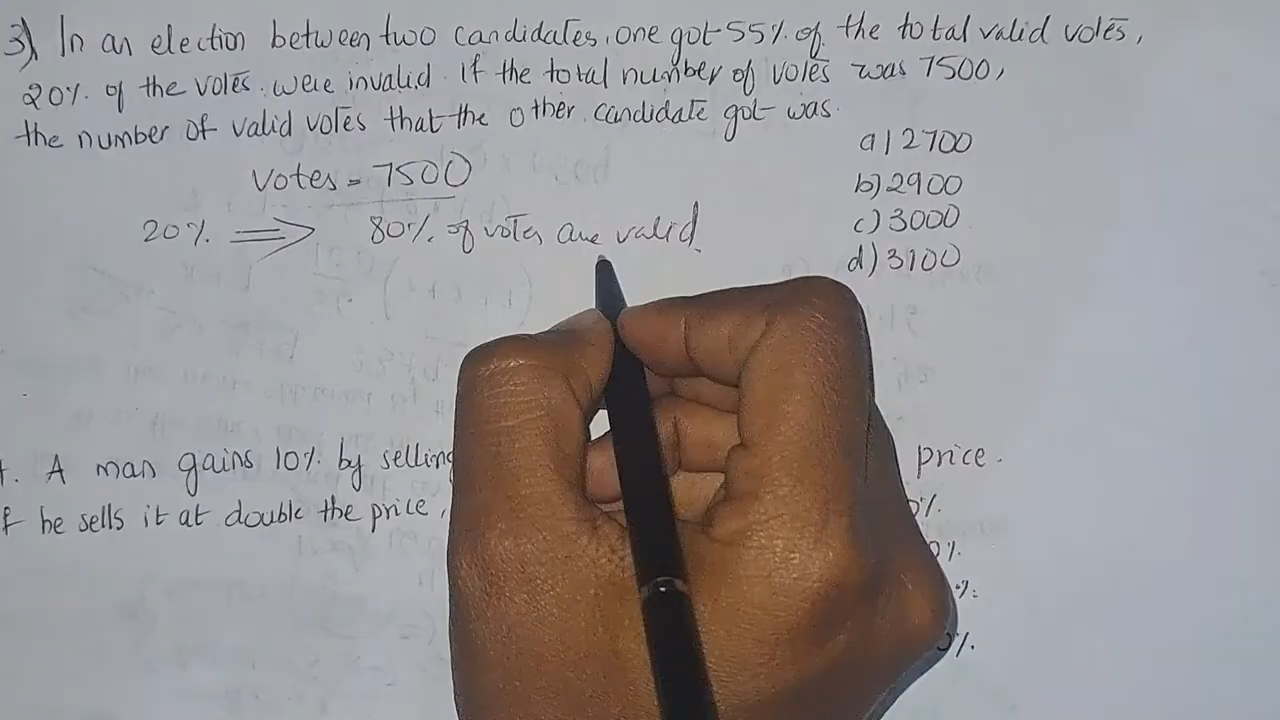 3) In an election between two candidates, one got 55% of the total valid votes,
20% of the votes were invalid. If the total number of votes was 7500,
the number of valid votes that the other candidate got was.
a) 2700
b) 2900
c) 3000
d) 3100
votes = 7500
20% ⇒ 80% of votes are valid
A man gains 10% by selling price.
he sells it at double the price,
%.
%.
%.
%.